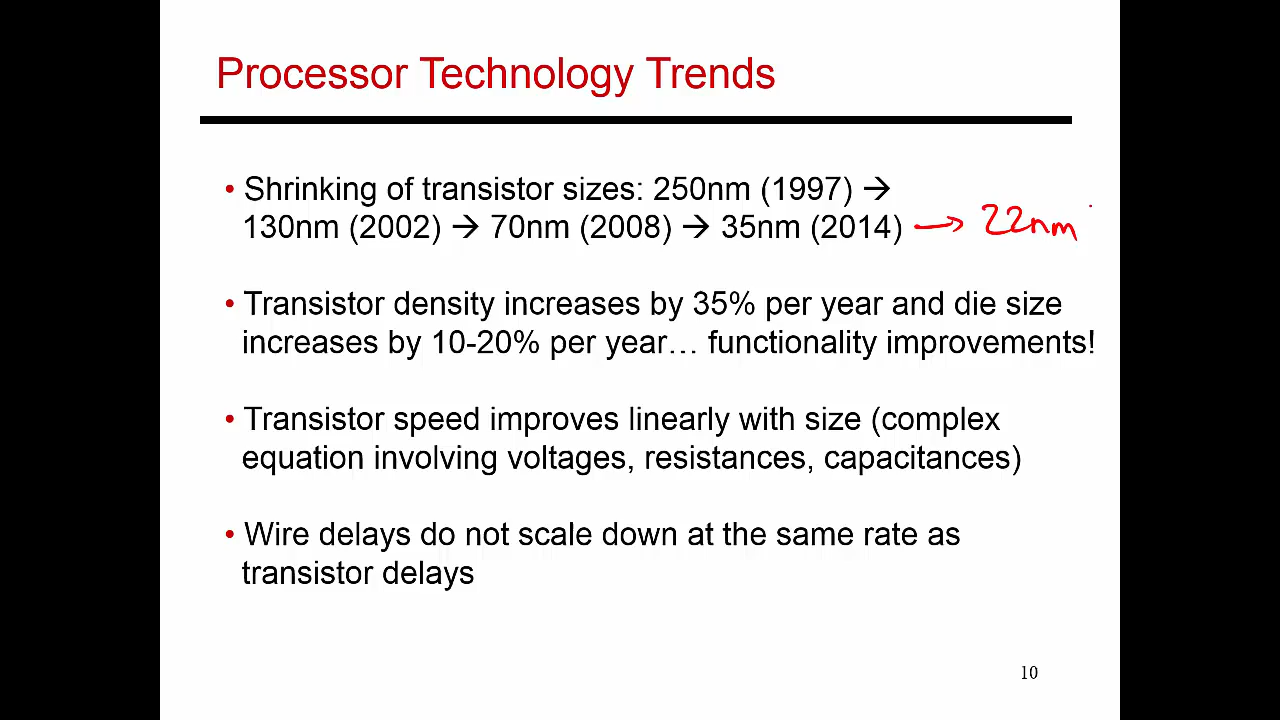 Processor Technology Trends
• Shrinking of transistor sizes: 250nm (1997) →
130nm (2002) → 70nm (2008) → 35nm (2014) → 22nm
• Transistor density increases by 35% per year and die size
increases by 10-20% per year… functionality improvements!
• Transistor speed improves linearly with size (complex
equation involving voltages, resistances, capacitances)
• Wire delays do not scale down at the same rate as
transistor delays
10